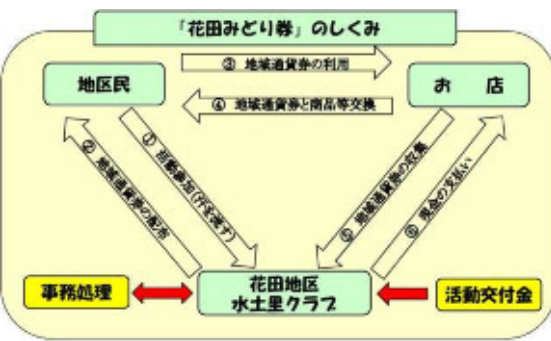 「花田みどり券」のしくみ
③ 地域通貨券の利用
地区民
お 店
④ 地域通貨券と商品等交換
① 活動参加(汗を流す)
② 地域通貨券の配布
⑤ 地域通貨券の収集
⑥ 現金の支払い
事務処理
花田地区
水土里クラブ
活動交付金